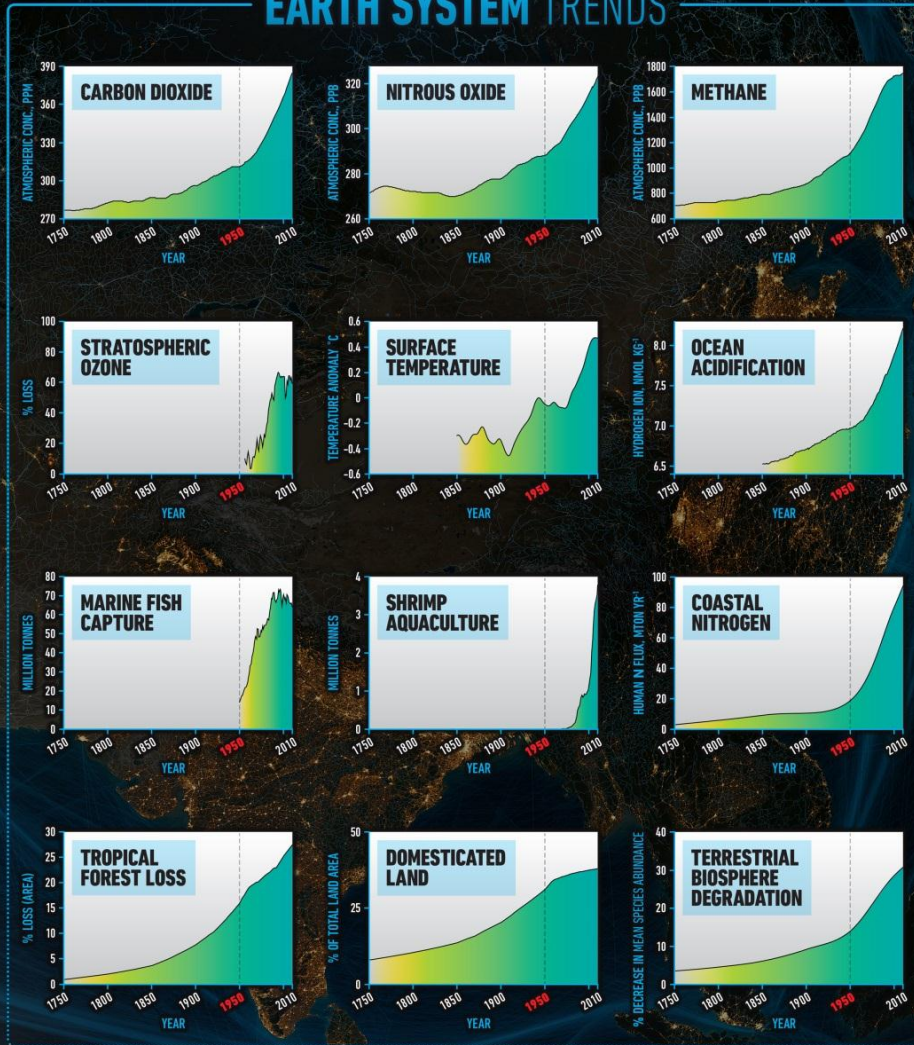 EARTH SYSTEM TRENDS
ATMOSPHERIC CONC., PPM
390
360
330
300
270
CARBON DIOXIDE
1750
1800
1850
1900
1950
2010
YEAR
ATMOSPHERIC CONC., PPB
320
300
280
260
NITROUS OXIDE
1750
1800
1850
1900
1950
2010
YEAR
ATMOSPHERIC CONC., PPB
1800
1600
1400
1200
1000
800
600
METHANE
1750
1800
1850
1900
1950
2010
YEAR
% LOSS
100
80
60
40
20
0
STRATOSPHERIC
OZONE
1750
1800
1850
1900
1950
2010
YEAR
TEMPERATURE ANOMALY °C
0.6
0.4
0.2
0
-0.2
-0.4
-0.6
SURFACE
TEMPERATURE
1750
1800
1850
1900
1950
2010
YEAR
HYDROGEN ION, NMOL KG-1
8.0
7.5
7.0
6.5
OCEAN
ACIDIFICATION
1750
1800
1850
1900
1950
2010
YEAR
MILLION TONNES
80
70
60
50
40
30
20
10
0
MARINE FISH
CAPTURE
1750
1800
1850
1900
1950
2010
YEAR
MILLION TONNES
4
3
2
1
0
SHRIMP
AQUACULTURE
1750
1800
1850
1900
1950
2010
YEAR
HUMAN N FLUX, MTON YR-1
100
80
60
40
20
0
COASTAL
NITROGEN
1750
1800
1850
1900
1950
2010
YEAR
% LOSS (AREA)
30
25
20
15
10
5
0
TROPICAL
FOREST LOSS
1750
1800
1850
1900
1950
2010
YEAR
% OF TOTAL LAND AREA
50
25
0
DOMESTICATED
LAND
1750
1800
1850
1900
1950
2010
YEAR
% DECREASE IN MEAN SPECIES ABUNDANCE
40
30
20
10
0
TERRESTRIAL
BIOSPHERE
DEGRADATION
1750
1800
1850
1900
1950
2010
YEAR